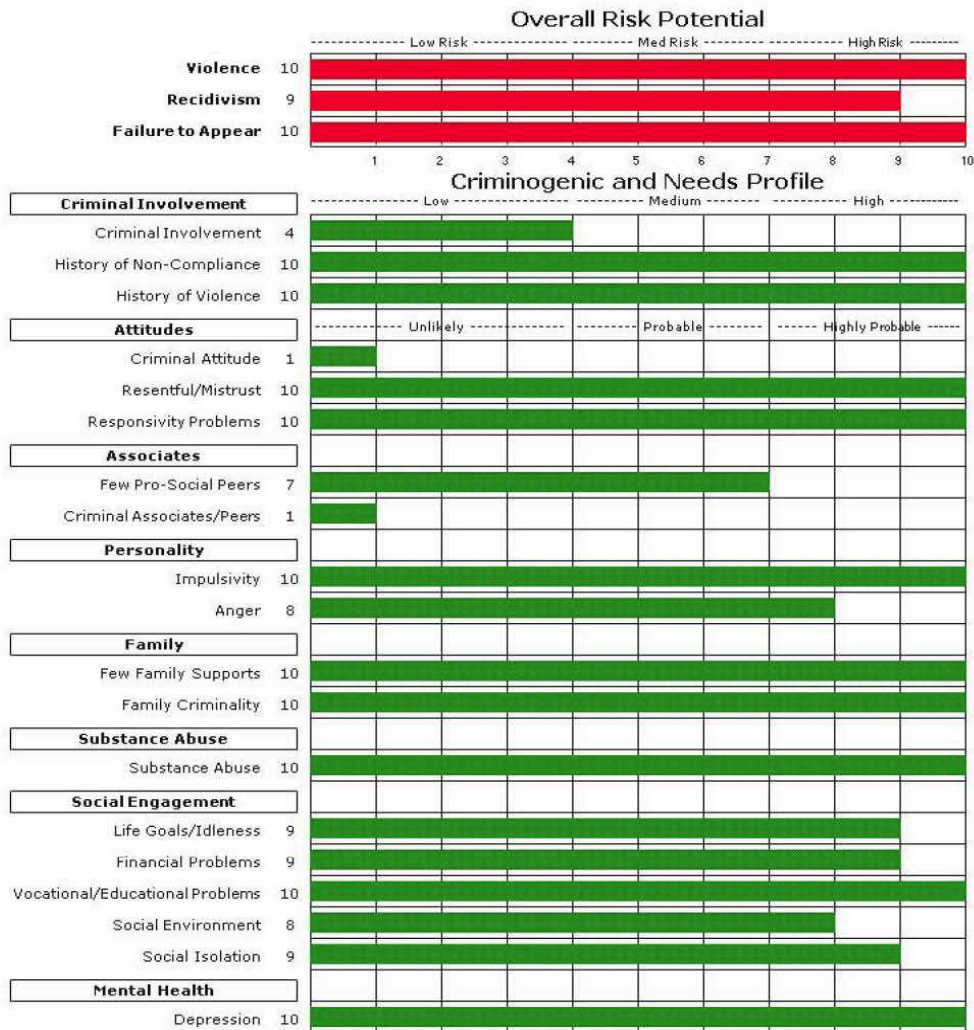 Overall Risk Potential
Low Risk Med Risk High Risk
Violence 10
Recidivism 9
Failure to Appear 10
1 2 3 4 5 6 7 8 9 10
Criminogenic and Needs Profile
Criminal Involvement Low Medium High
Criminal Involvement 4
History of Non-Compliance 10
History of Violence 10
Attitudes Unlikely Probable Highly Probable
Criminal Attitude 1
Resentful/Mistrust 10
Responsivity Problems 10
Associates
Few Pro-Social Peers 7
Criminal Associates/Peers 1
Personality
Impulsivity 10
Anger 8
Family
Few Family Supports 10
Family Criminality 10
Substance Abuse
Substance Abuse 10
Social Engagement
Life Goals/Idleness 9
Financial Problems 9
Vocational/Educational Problems 10
Social Environment 8
Social Isolation 9
Mental Health
Depression 10